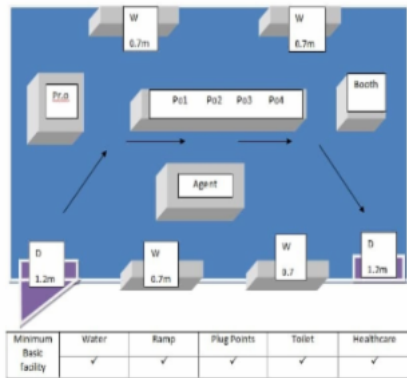 W
0.7m
W
0.7m
Pr.o
Po1 Po2 Po3 Po4
Booth
Agent
D
1.2m
W
0.7m
W
0.7
D
1.2m
Minimum Basic facility
Water Ramp Plug Points Toilet Healthcare
✓ ✓ ✓ ✓ ✓